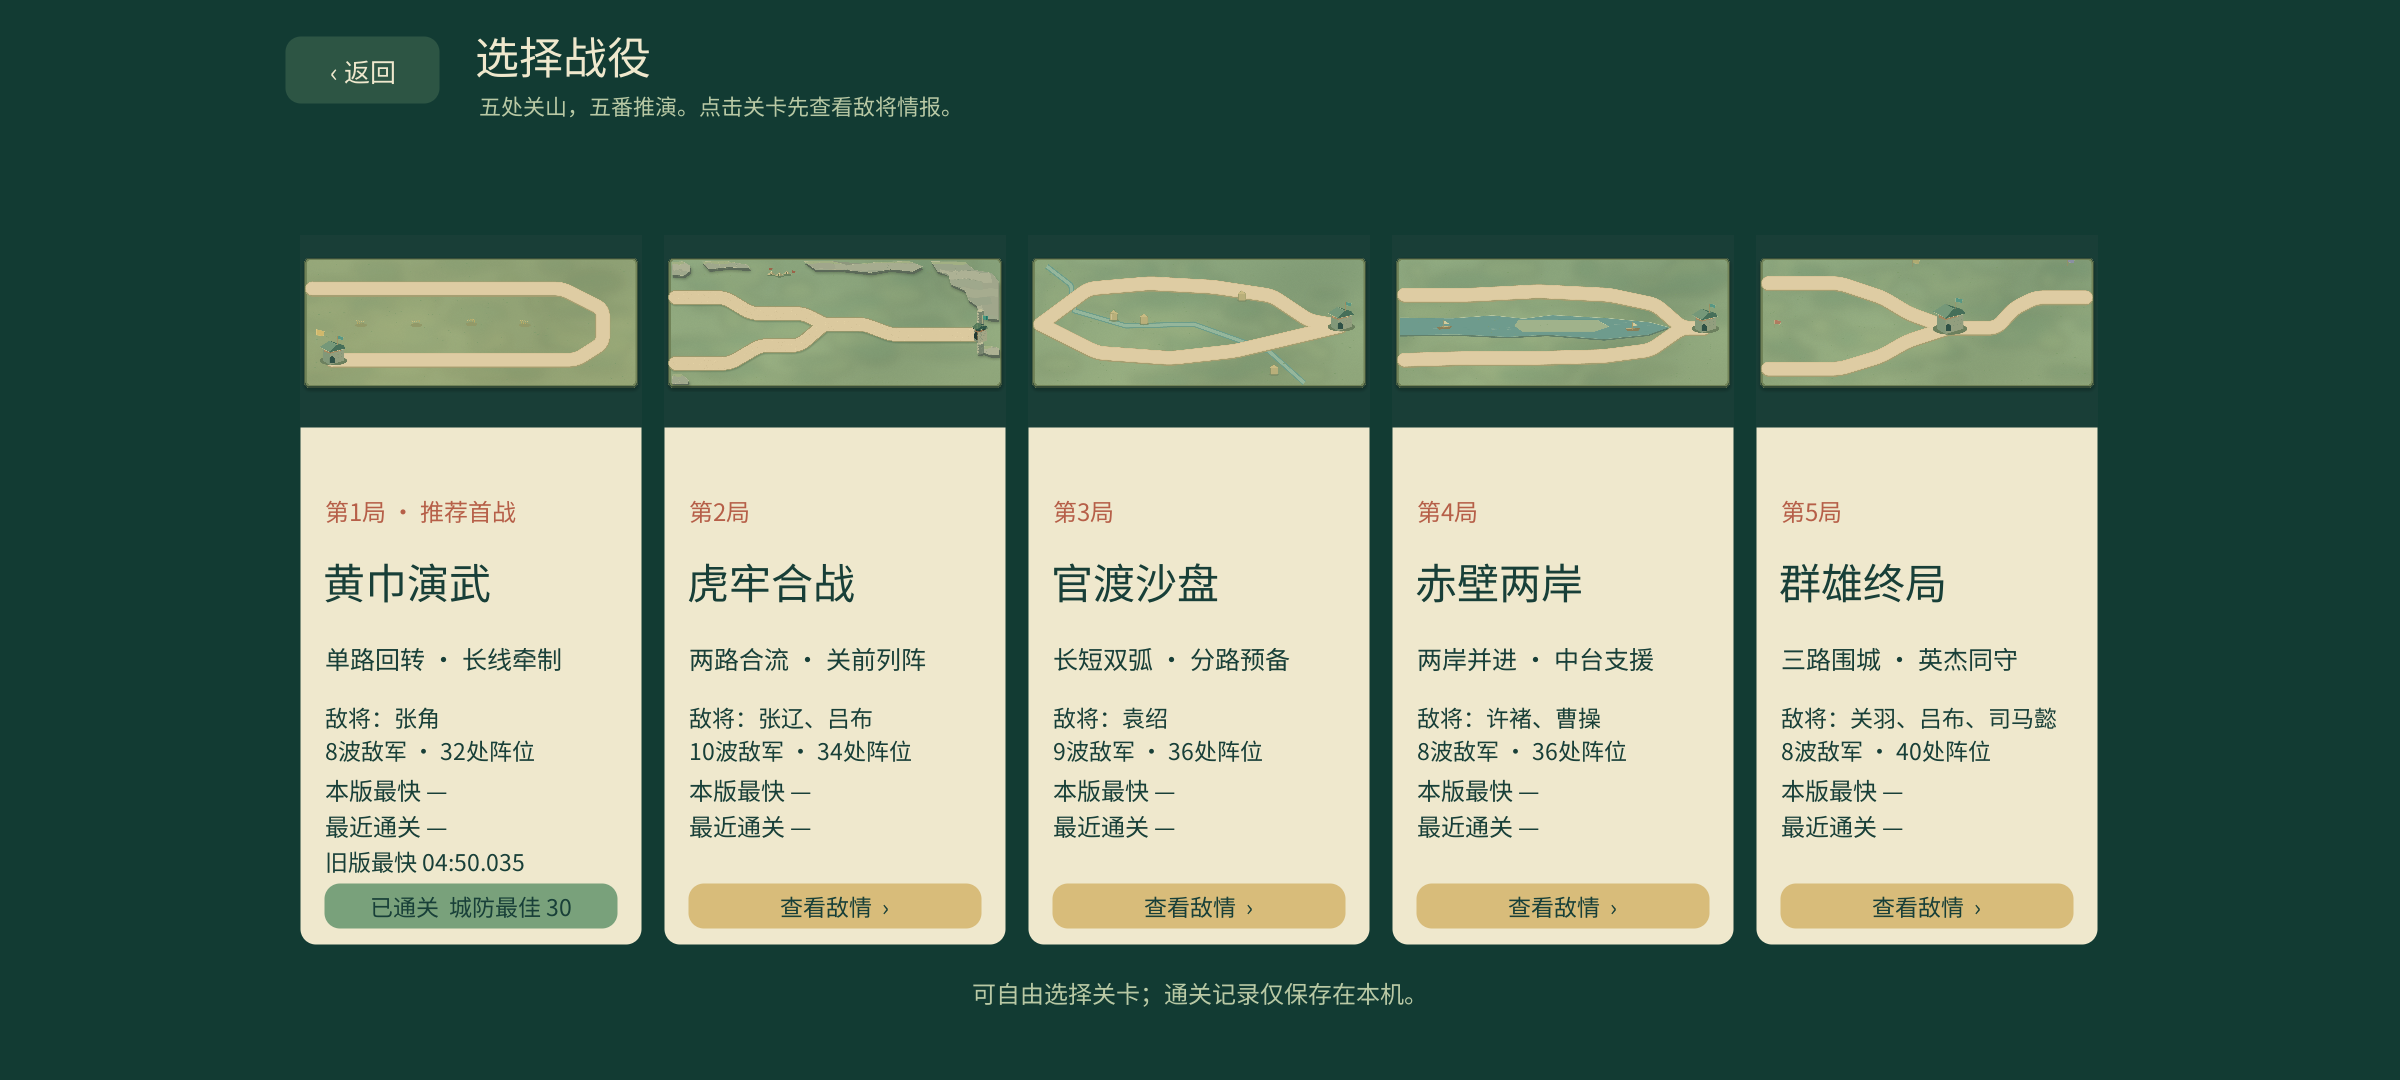 ‹ 返回
选择战役
五处关山，五番推演。点击关卡先查看敌将情报。
第1局 · 推荐首战
黄巾演武
单路回转 · 长线牵制
敌将：张角
8波敌军 · 32处阵位
本版最快 —
最近通关 —
旧版最快 04:50.035
已通关 城防最佳 30
第2局
虎牢合战
两路合流 · 关前列阵
敌将：张辽、吕布
10波敌军 · 34处阵位
本版最快 —
最近通关 —
查看敌情 ›
第3局
官渡沙盘
长短双弧 · 分路预备
敌将：袁绍
9波敌军 · 36处阵位
本版最快 —
最近通关 —
查看敌情 ›
第4局
赤壁两岸
两岸并进 · 中台支援
敌将：许褚、曹操
8波敌军 · 36处阵位
本版最快 —
最近通关 —
查看敌情 ›
第5局
群雄终局
三路围城 · 英杰同守
敌将：关羽、吕布、司马懿
8波敌军 · 40处阵位
本版最快 —
最近通关 —
查看敌情 ›
可自由选择关卡；通关记录仅保存在本机。